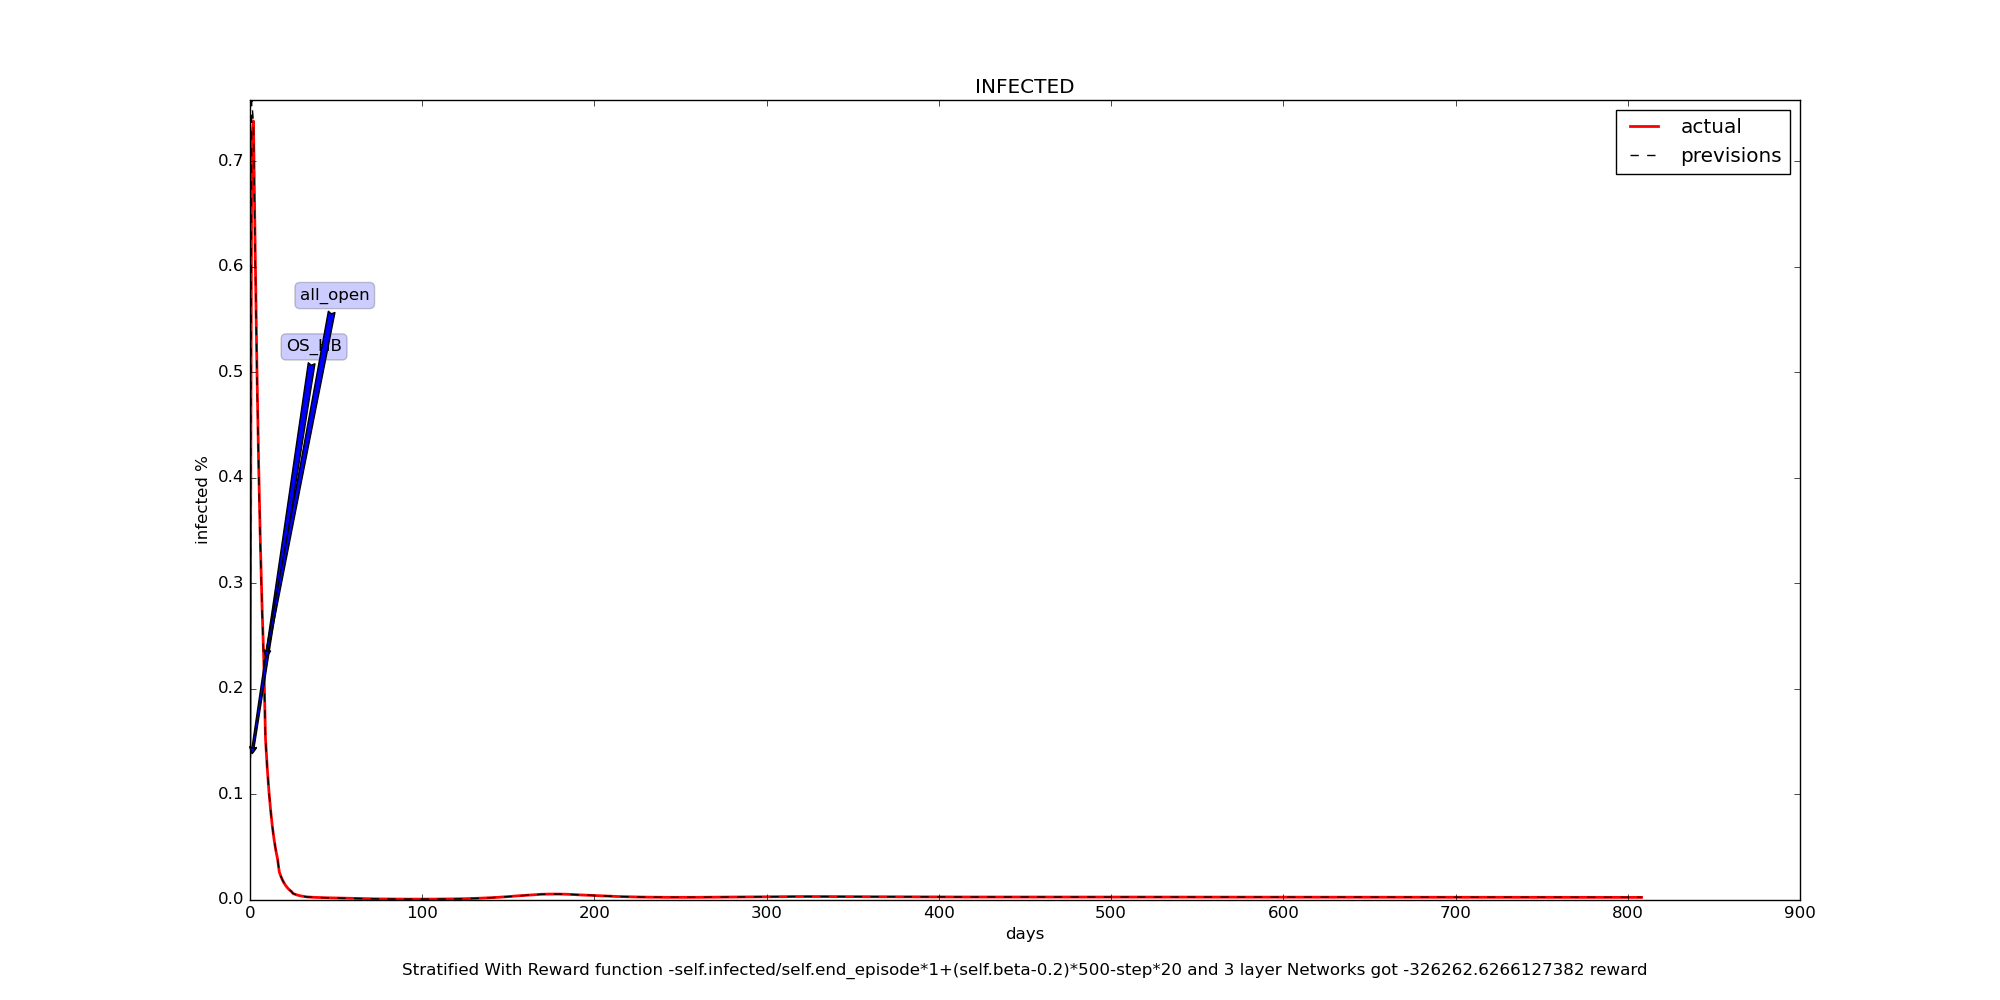 INFECTED
actual
previsions
0.7
0.6
0.5
0.4
0.3
0.2
0.1
0.0
infected %
all_open
0 100 200 300 400 500 600 700 800 900
days
Stratified With Reward function -self.infected/self.end_episode*1+(self.beta-0.2)*500-step*20 and 3 layer Networks got -326262.6266127382 reward